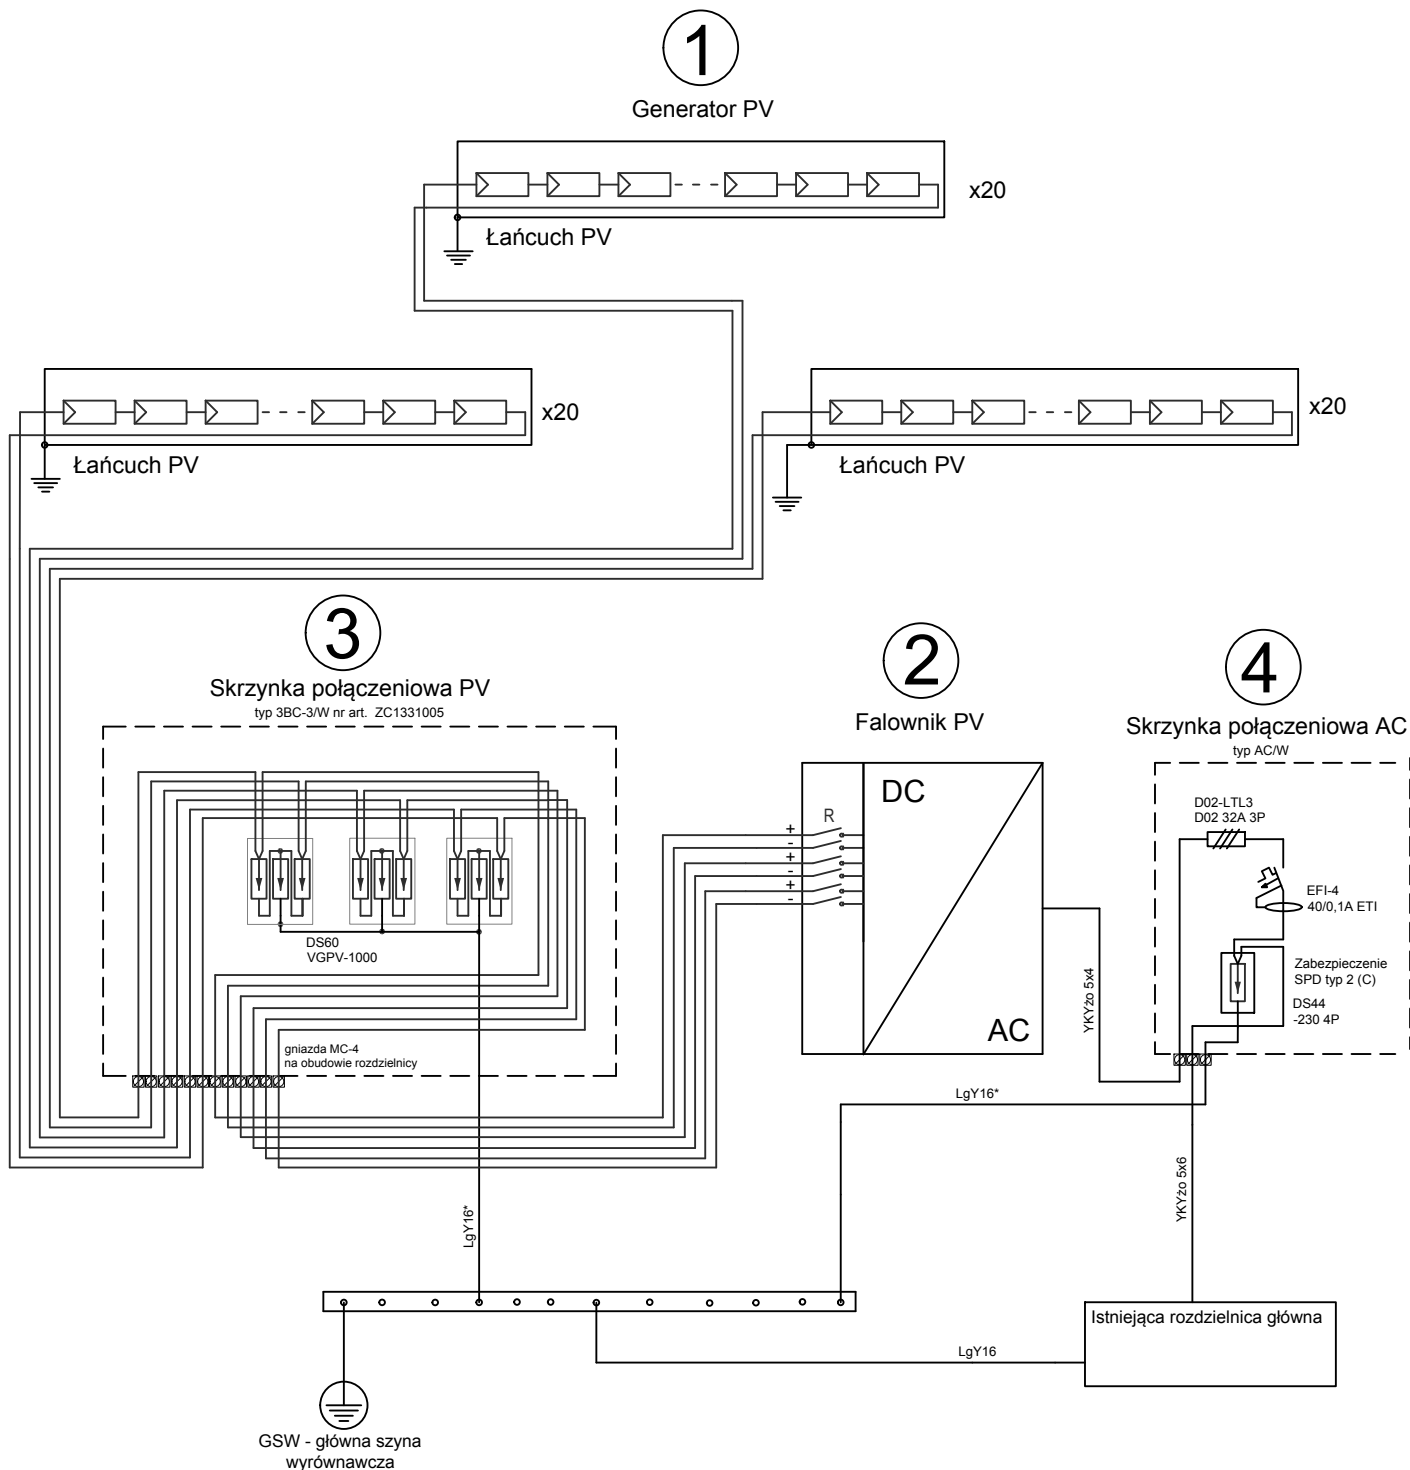 1
Generator PV
x20
Łańcuch PV
x20
x20
Łańcuch PV
Łańcuch PV
3
Skrzynka połączeniowa PV
typ 3BC-3/W nr art. ZC1331005
DS60
VGPV-1000
gniazda MC-4
na obudowie rozdzielnicy
2
Falownik PV
DC
R
+
-
+
-
+
-
AC
4
Skrzynka połączeniowa AC
typ AC/W
D02-LTL3
D02 32A 3P
EFI-4
40/0,1A ETI
Zabezpieczenie
SPD typ 2 (C)
DS44
-230 4P
YKYżo 5x4
LgY16*
YKYżo 5x6
LgY16*
Istniejąca rozdzielnica główna
LgY16
GSW - główna szyna
wyrównawcza